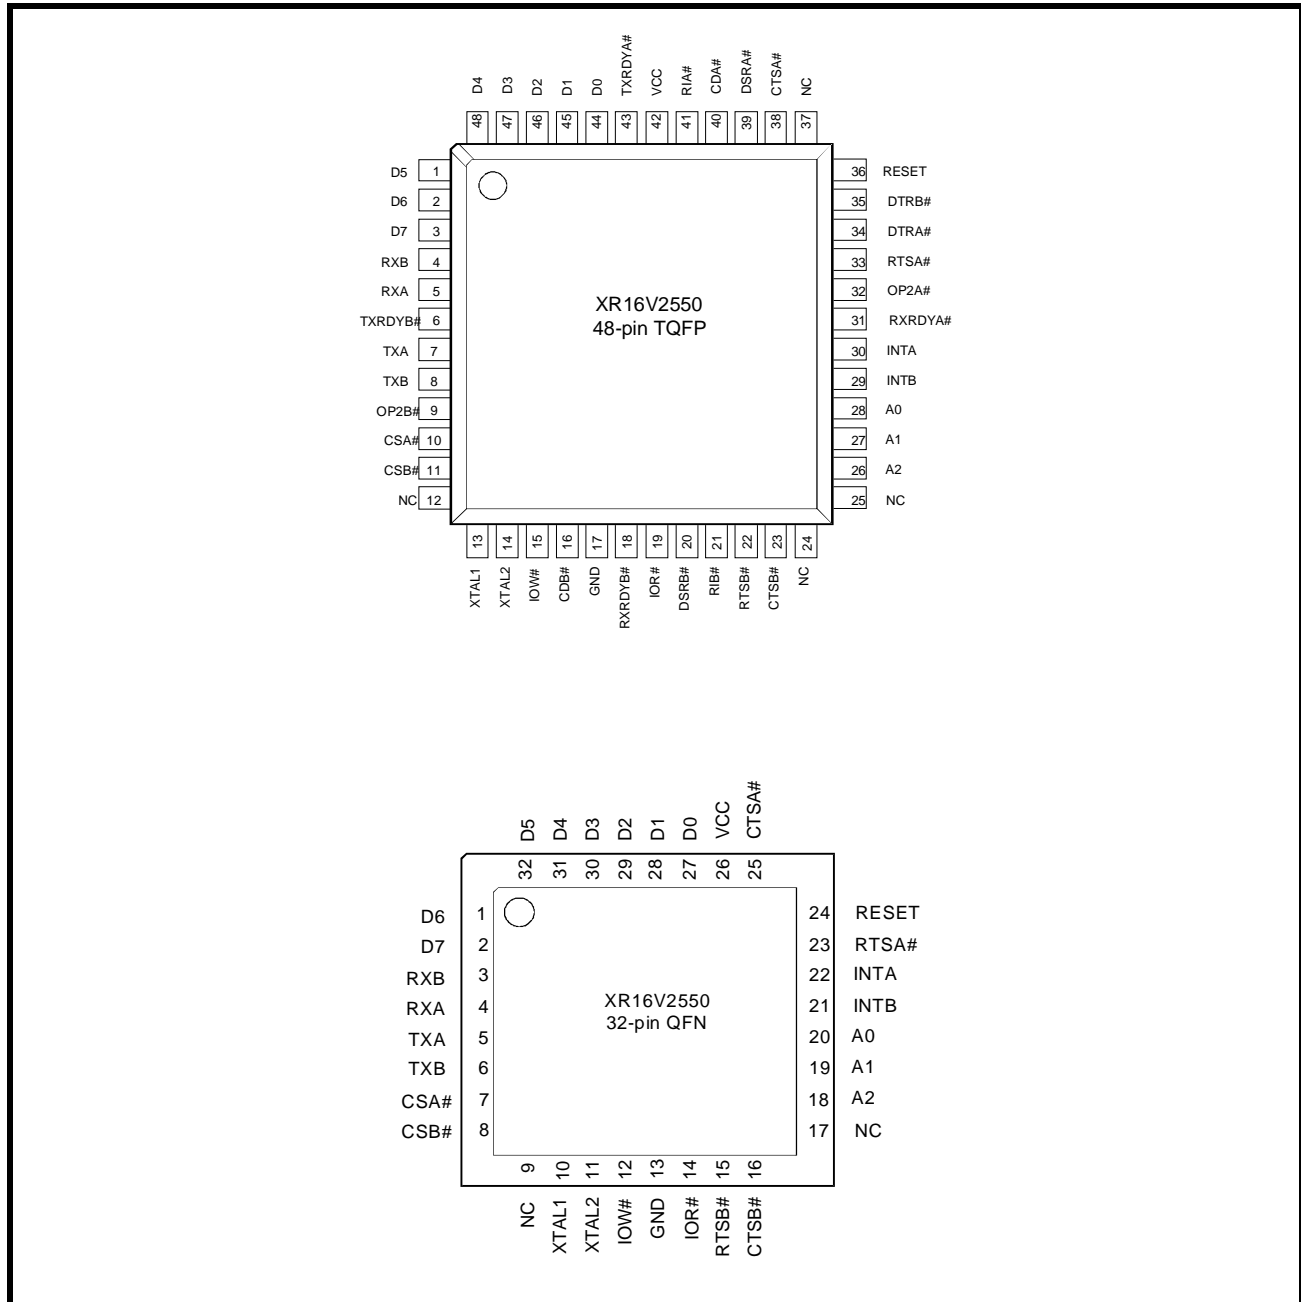 D4 D3 D2 D1 D0 TXRDYA# VCC RIA# CDA# DSRA# CTSA# NC
48 47 46 45 44 43 42 41 40 39 38 37
D5 1 36 RESET
D6 2 35 DTRB#
D7 3 34 DTRA#
RXB 4 33 RTSA#
RXA 5 32 OP2A#
TXRDYB# 6 31 RXRDYA#
TXA 7 30 INTA
TXB 8 29 INTB
OP2B# 9 28 A0
CSA# 10 27 A1
CSB# 11 26 A2
NC 12 25 NC
XR16V2550
48-pin TQFP
13 14 15 16 17 18 19 20 21 22 23 24
XTAL1 XTAL2 IOW# CDB# GND RXRDYB# IOR# DSRB# RIB# RTSB# CTSB# NC
D5 D4 D3 D2 D1 D0 VCC CTSA#
32 31 30 29 28 27 26 25
D6 1 24 RESET
D7 2 23 RTSA#
RXB 3 22 INTA
RXA 4 21 INTB
TXA 5 20 A0
TXB 6 19 A1
CSA# 7 18 A2
CSB# 8 17 NC
XR16V2550
32-pin QFN
9 10 11 12 13 14 15 16
NC XTAL1 XTAL2 IOW# GND IOR# RTSB# CTSB#